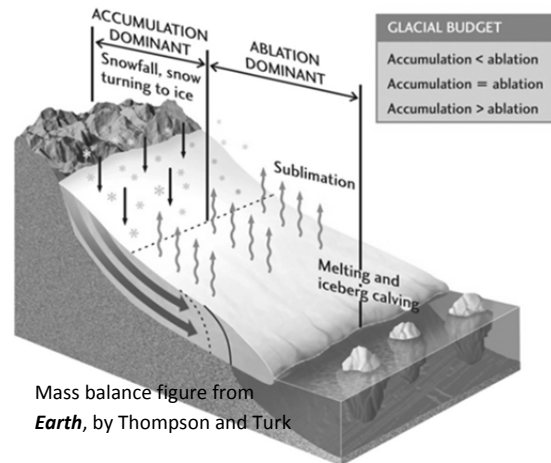 ACCUMULATION
DOMINANT
Snowfall, snow
turning to ice
ABLATION
DOMINANT
GLACIAL BUDGET
Accumulation < ablation
Accumulation = ablation
Accumulation > ablation
Sublimation
Melting and
iceberg calving
Mass balance figure from
Earth, by Thompson and Turk